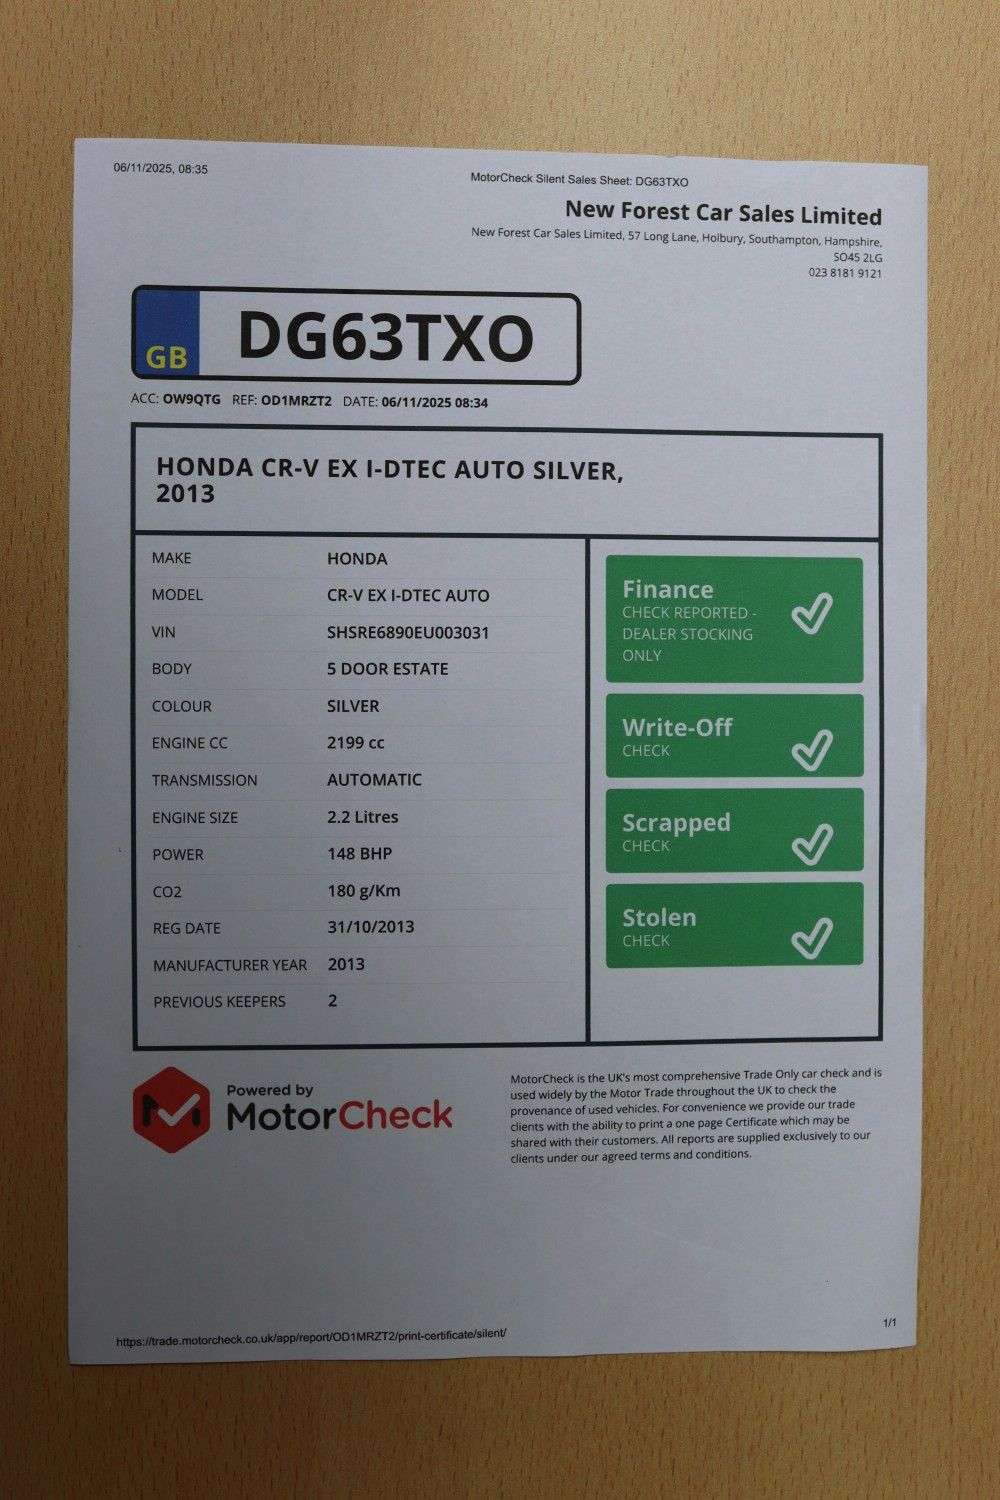 06/11/2025, 08:35
MotorCheck Silent Sales Sheet: DG63TXO
New Forest Car Sales Limited
New Forest Car Sales Limited, 57 Long Lane, Holbury, Southampton, Hampshire,
SO45 2LG
023 8181 9121
GB
DG63TXO
ACC: OW9QTG REF: OD1MRZT2 DATE: 06/11/2025 08:34
HONDA CR-V EX I-DTEC AUTO SILVER,
2013
MAKE HONDA
MODEL CR-V EX I-DTEC AUTO
VIN SHSRE6890EU003031
BODY 5 DOOR ESTATE
COLOUR SILVER
ENGINE CC 2199 cc
TRANSMISSION AUTOMATIC
ENGINE SIZE 2.2 Litres
POWER 148 BHP
CO2 180 g/Km
REG DATE 31/10/2013
MANUFACTURER YEAR 2013
PREVIOUS KEEPERS 2
Finance
CHECK REPORTED -
DEALER STOCKING
ONLY
Write-Off
CHECK
Scrapped
CHECK
Stolen
CHECK
Powered by
MotorCheck
MotorCheck is the UK's most comprehensive Trade Only car check and is
used widely by the Motor Trade throughout the UK to check the
provenance of used vehicles. For convenience we provide our trade
clients with the ability to print a one page Certificate which may be
shared with their customers. All reports are supplied exclusively to our
clients under our agreed terms and conditions.
https://trade.motorcheck.co.uk/app/report/OD1MRZT2/print-certificate/silent/
1/1